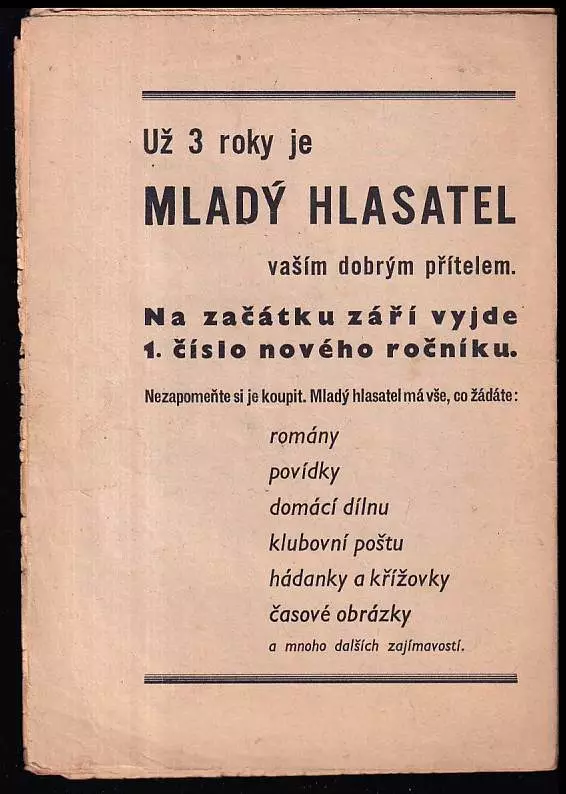 Už 3 roky je
MLADÝ HLASATEL
vaším dobrým přítelem.
Na začátku září vyjde
1. číslo nového ročníku.
Nezapomeňte si je koupit. Mladý hlasatel má vše, co žádáte:
romány
povídky
domácí dílnu
klubovní poštu
hádanky a křížovky
časové obrázky
a mnoho dalších zajímavostí.